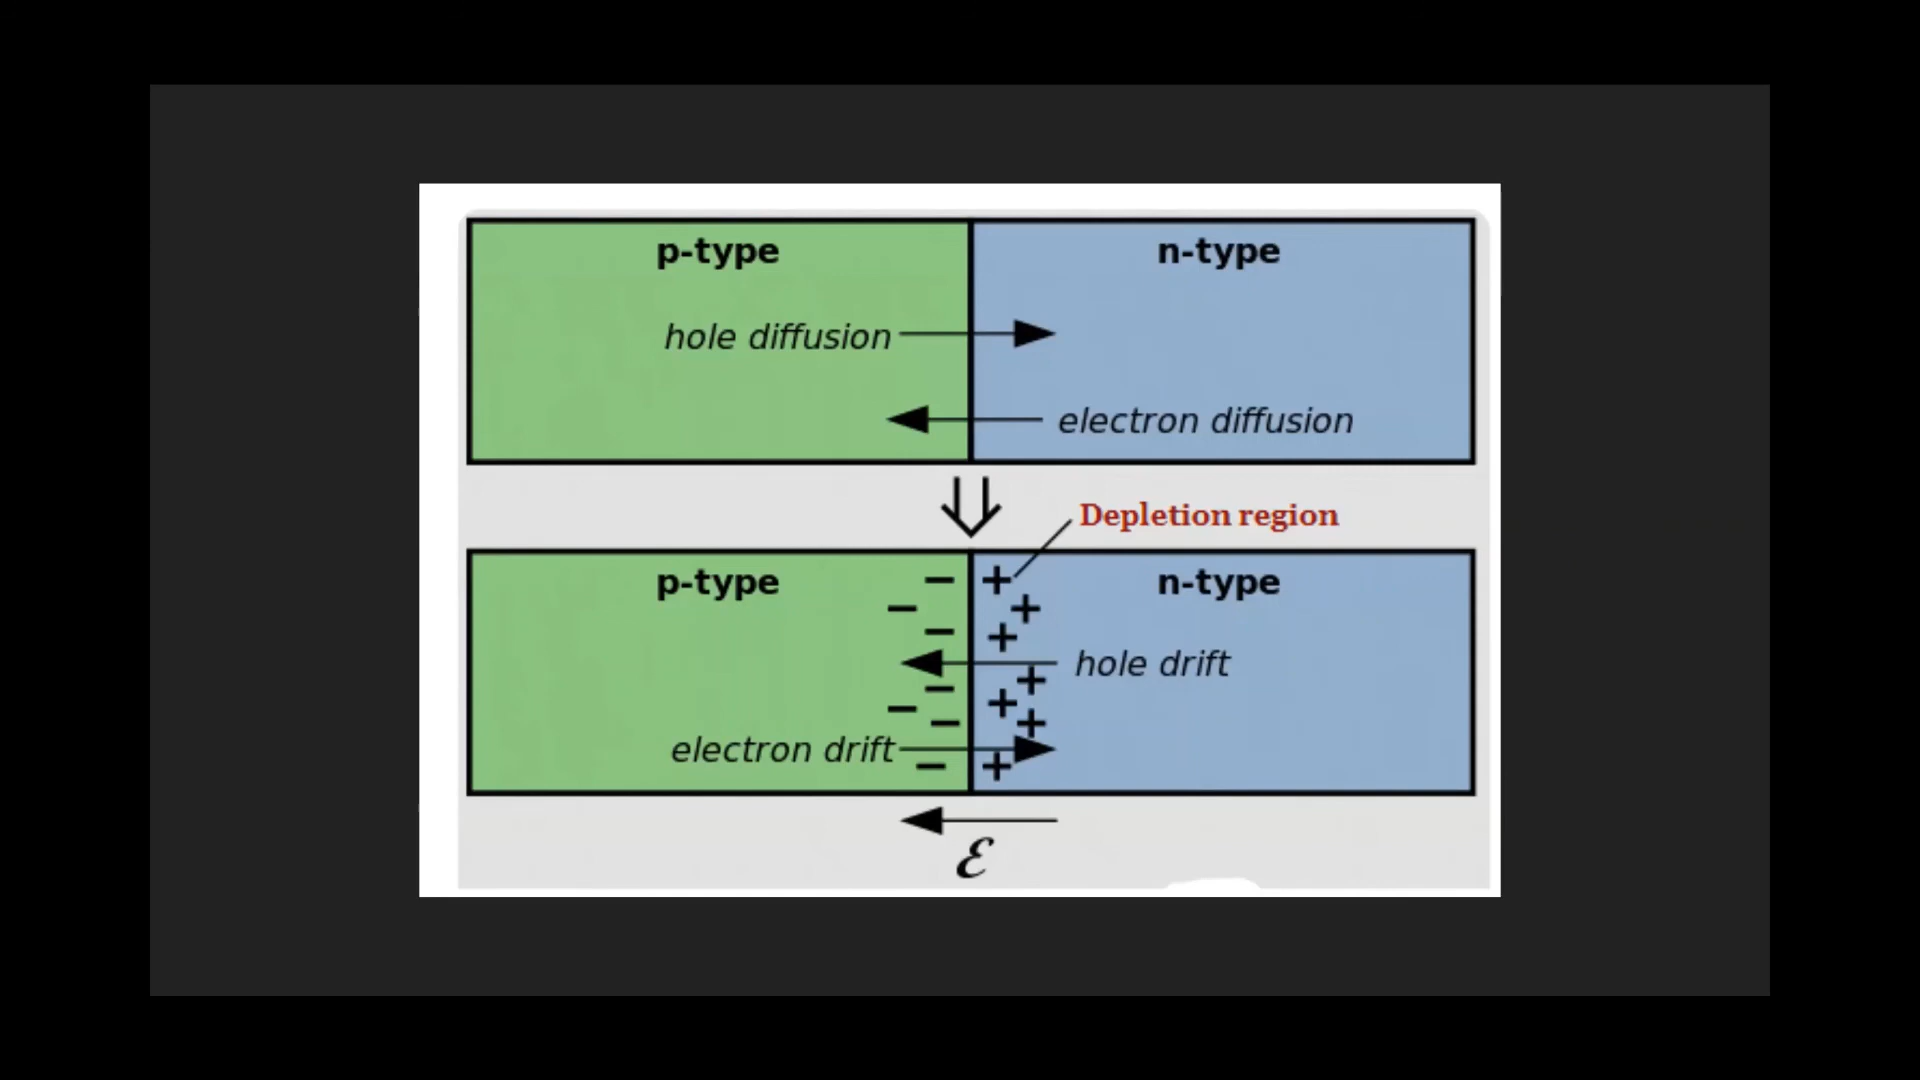 p-type
n-type
hole diffusion
electron diffusion
Depletion region
p-type
n-type
hole drift
electron drift
ℰ